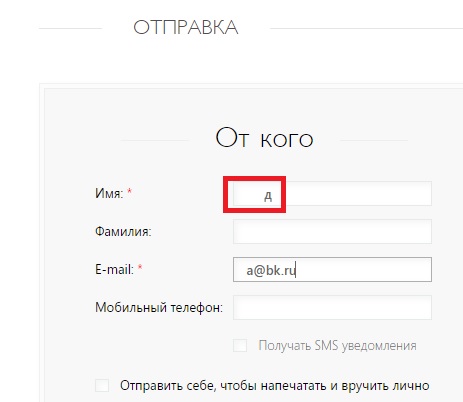 ОТПРАВКА
От кого
Имя: * д
Фамилия:
E-mail: * a@bk.ru
Мобильный телефон:
Получать SMS уведомления
Отправить себе, чтобы напечатать и вручить лично